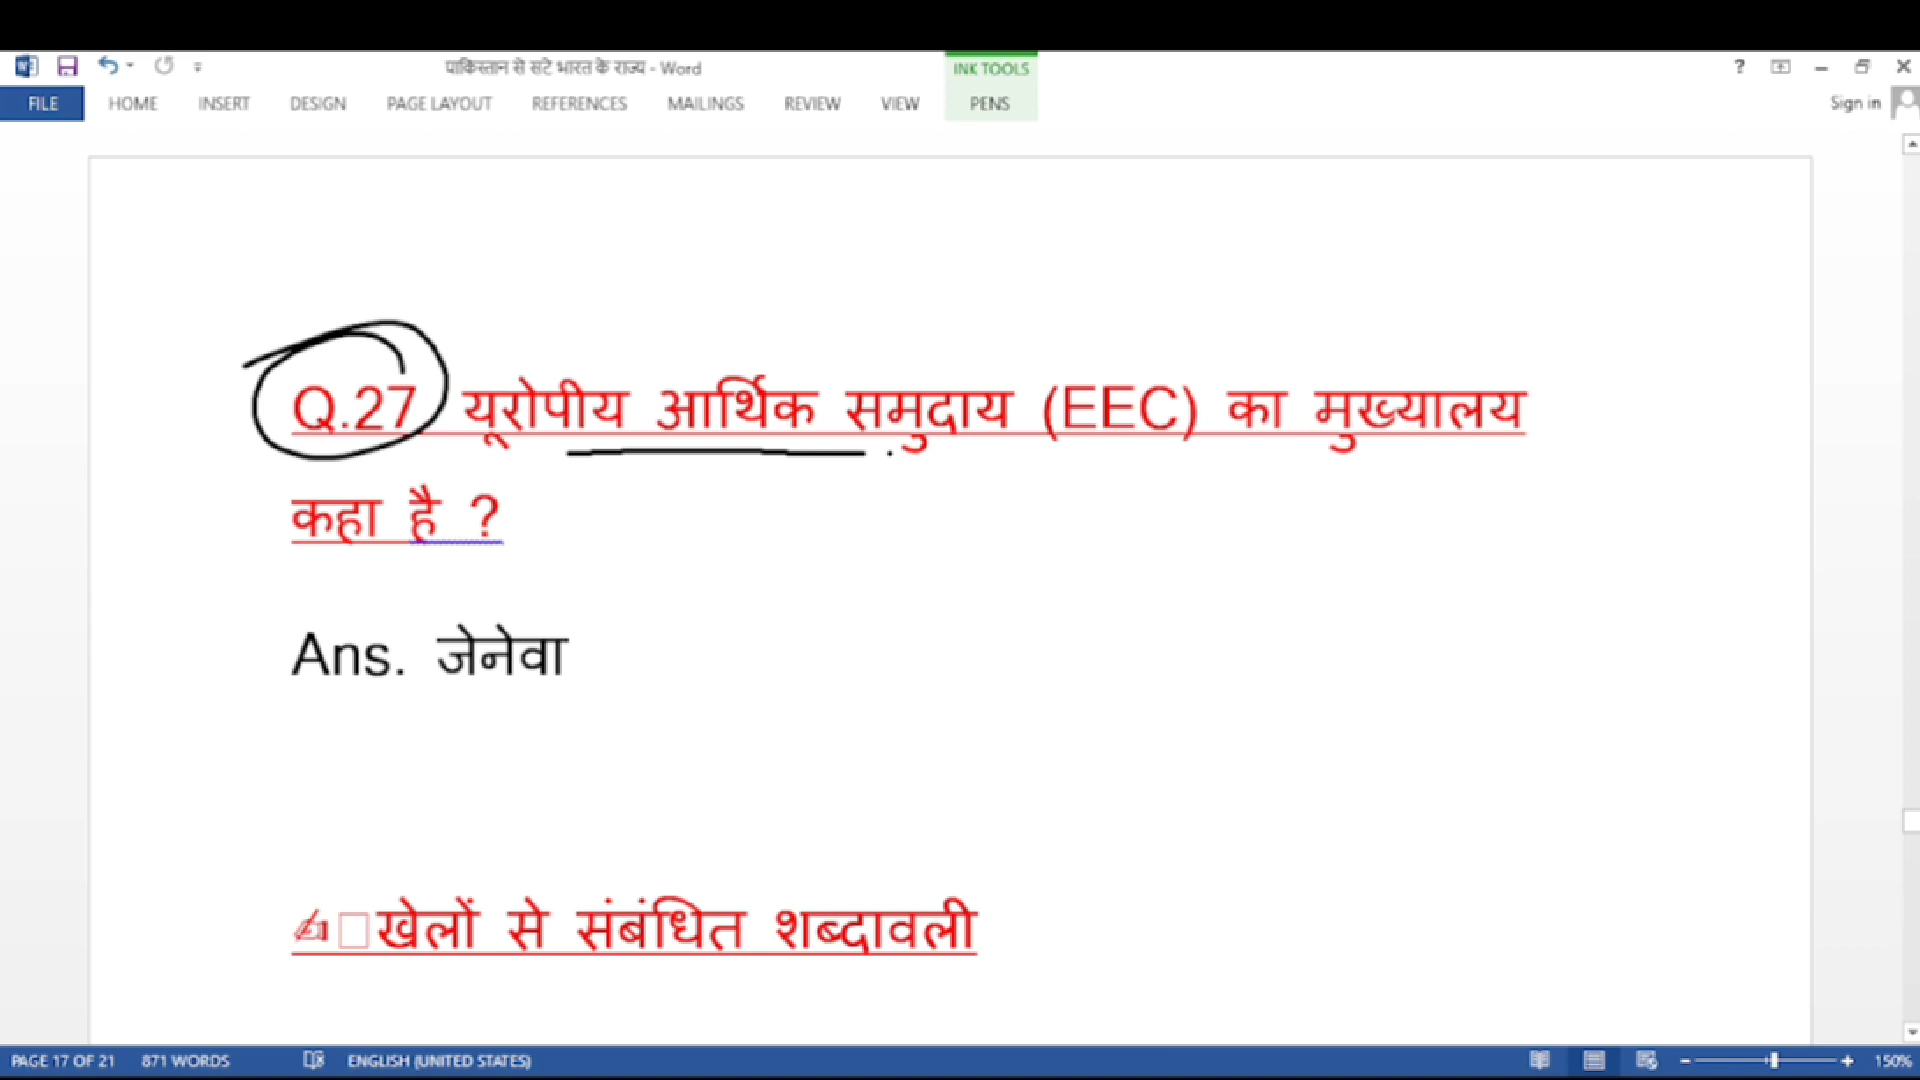 पाकिस्तान से सटे भारत के राज्य - Word
INK TOOLS
?
FILE HOME INSERT DESIGN PAGE LAYOUT REFERENCES MAILINGS REVIEW VIEW PENS
Sign in
Q.27 यूरोपीय आर्थिक समुदाय (EEC) का मुख्यालय
कहा है ?
Ans. जेनेवा
✍□खेलों से संबंधित शब्दावली
PAGE 17 OF 21 871 WORDS ENGLISH (UNITED STATES) 150%